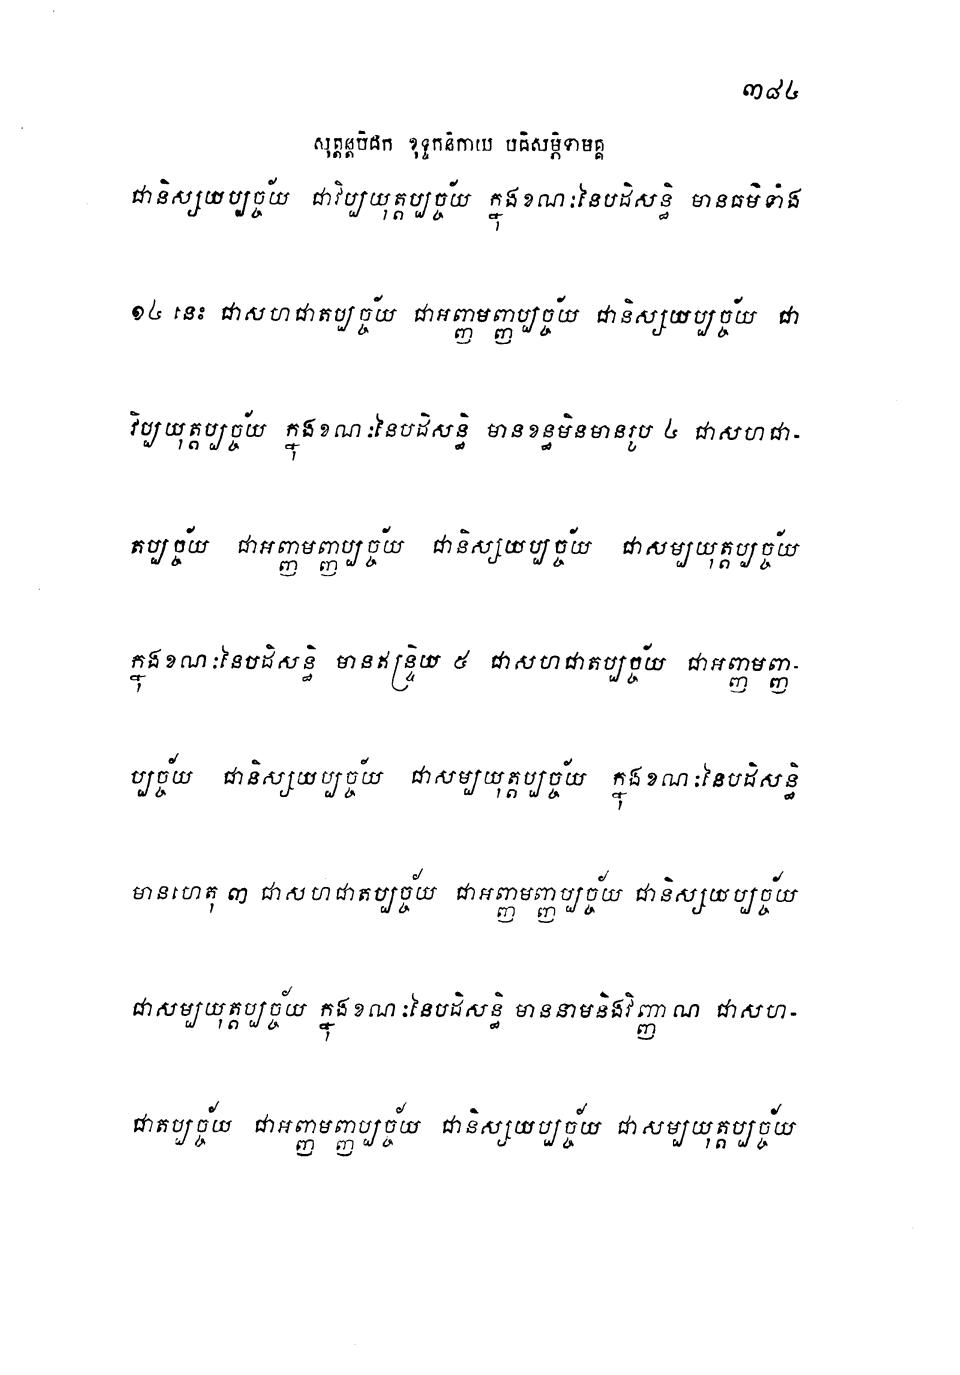 ៣៨៤
សុត្តន្តបិដក ខុទ្ទកនិកាយ បដិសម្ភិទាមគ្គ
ជានិស្សយប្បច្ច័យ ជាវិប្បយុត្តប្បច្ច័យ ក្នុងខណៈនៃបដិសន្ធិ មានធម៌ទាំង
១៤ នេះ ជាសហជាតប្បច្ច័យ ជាអញ្ញមញ្ញប្បច្ច័យ ជានិស្សយប្បច្ច័យ ជា
វិប្បយុត្តប្បច្ច័យ ក្នុងខណៈនៃបដិសន្ធិ មានខន្ធមិនមានរូប ៤ ជាសហជា-
តប្បច្ច័យ ជាអញ្ញមញ្ញប្បច្ច័យ ជានិស្សយប្បច្ច័យ ជាសម្បយុត្តប្បច្ច័យ
ក្នុងខណៈនៃបដិសន្ធិ មានឥន្ទ្រិយ ៥ ជាសហជាតប្បច្ច័យ ជាអញ្ញមញ្ញ-
ប្បច្ច័យ ជានិស្សយប្បច្ច័យ ជាសម្បយុត្តប្បច្ច័យ ក្នុងខណៈនៃបដិសន្ធិ
មានហេតុ ៣ ជាសហជាតប្បច្ច័យ ជាអញ្ញមញ្ញប្បច្ច័យ ជានិស្សយប្បច្ច័យ
ជាសម្បយុត្តប្បច្ច័យ ក្នុងខណៈនៃបដិសន្ធិ មាននាមនិងវិញ្ញាណ ជាសហ-
ជាតប្បច្ច័យ ជាអញ្ញមញ្ញប្បច្ច័យ ជានិស្សយប្បច្ច័យ ជាសម្បយុត្តប្បច្ច័យ